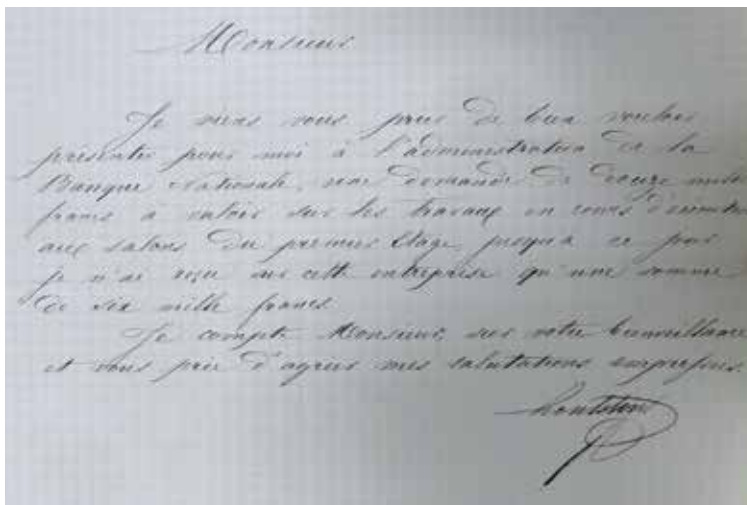 Monsieur
Je viens vous prier de bien vouloir
présenter pour moi à l'administration de la
Banque Nationale, une demande de douze mille
francs à valoir sur les travaux en cours d'exécution
aux salons du premier étage, jusqu'à ce jour
je n'ai reçu sur cette entreprise qu'une somme
de six mille francs.
Je compte Monsieur, sur votre bienveillance
et vous prie d'agréer mes salutations empressées.